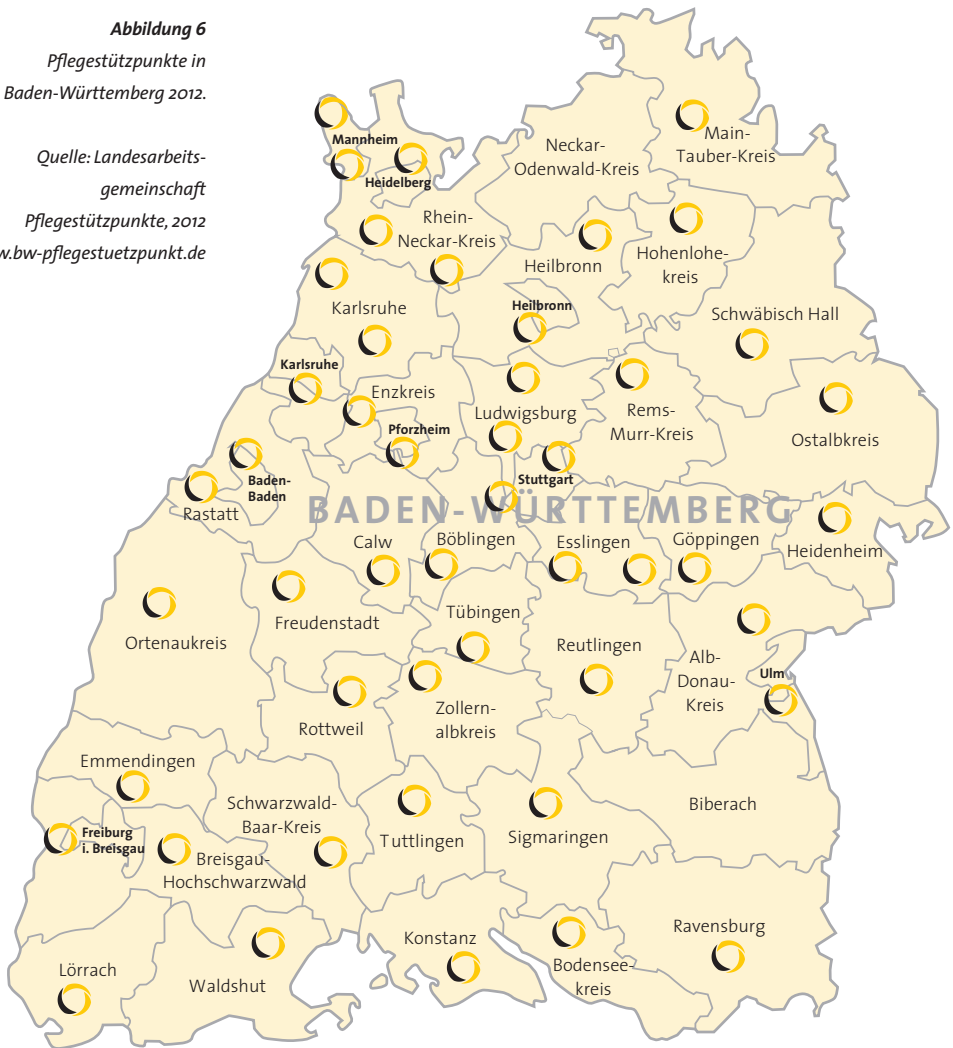 Abbildung 6
Pflegestützpunkte in
Baden-Württemberg 2012.
Quelle: Landesarbeits-
gemeinschaft
Pflegestützpunkte, 2012
w.bw-pflegestuetzpunkt.de
Main-
Tauber-Kreis
Neckar-
Odenwald-Kreis
Mannheim
Heidelberg
Rhein-
Neckar-Kreis
Heilbronn
Hohenlohe-
kreis
Karlsruhe
Heilbronn
Schwäbisch Hall
Karlsruhe
Enzkreis
Ludwigsburg
Rems-
Murr-Kreis
Ostalbkreis
Pforzheim
Baden-
Baden
Stuttgart
Rastatt
BADEN-WÜRTTEMBERG
Calw
Böblingen
Esslingen
Göppingen
Heidenheim
Ortenaukreis
Freudenstadt
Tübingen
Reutlingen
Alb-
Donau-
Kreis
Ulm
Rottweil
Zollern-
albkreis
Emmendingen
Schwarzwald-
Baar-Kreis
Tuttlingen
Sigmaringen
Biberach
Freiburg
i. Breisgau
Breisgau-
Hochschwarzwald
Lörrach
Waldshut
Konstanz
Bodensee-
kreis
Ravensburg